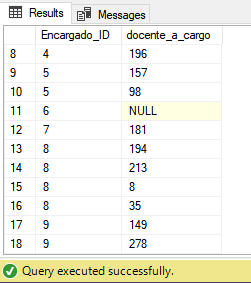 Results Messages
Encargado_ID docente_a_cargo
8 4 196
9 5 157
10 5 98
11 6 NULL
12 7 181
13 8 194
14 8 213
15 8 8
16 8 35
17 9 149
18 9 278
Query executed successfully.